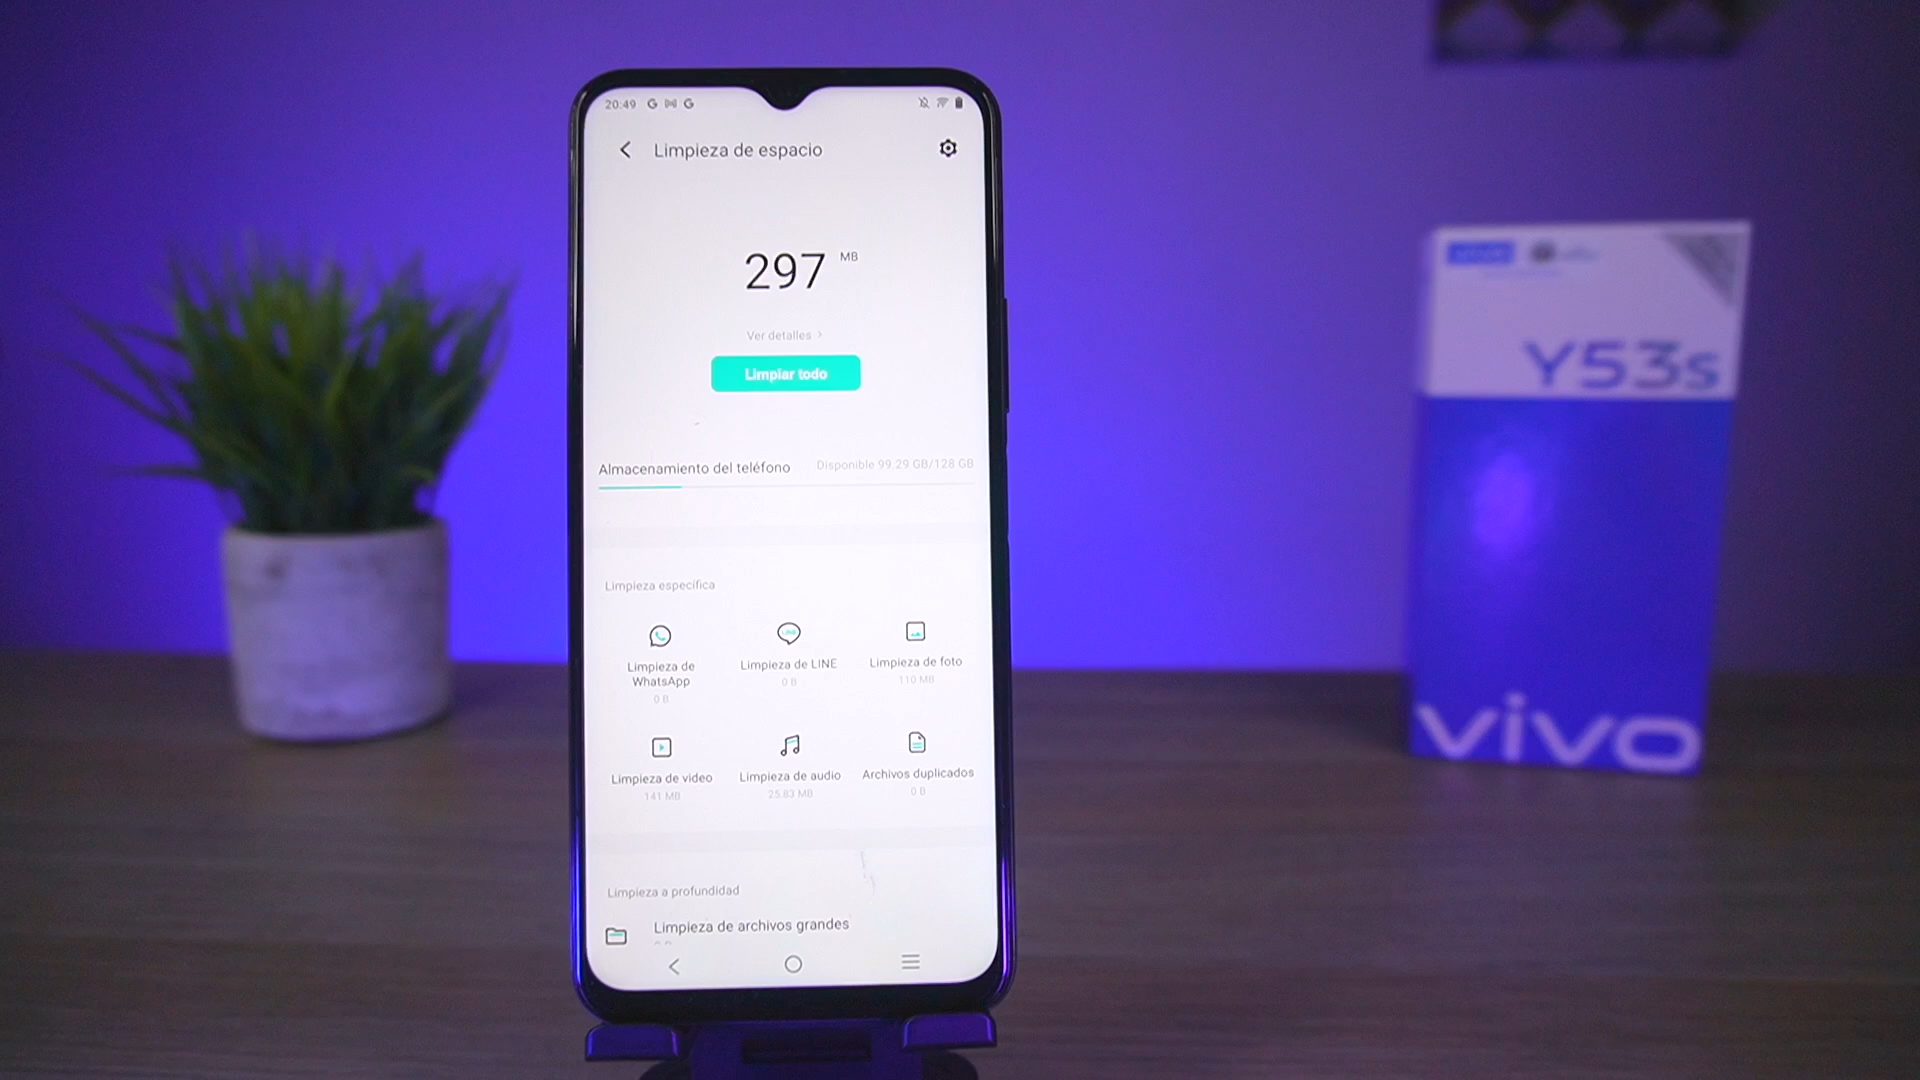 20:49
Limpieza de espacio
297 MB
Ver detalles >
Limpiar todo
Almacenamiento del teléfono
Disponible 99.29 GB/128 GB
Limpieza específica
Limpieza de WhatsApp
0 B
Limpieza de LINE
0 B
Limpieza de foto
110 MB
Limpieza de video
141 MB
Limpieza de audio
25.83 MB
Archivos duplicados
0 B
Limpieza a profundidad
Limpieza de archivos grandes
Y53s
vivo